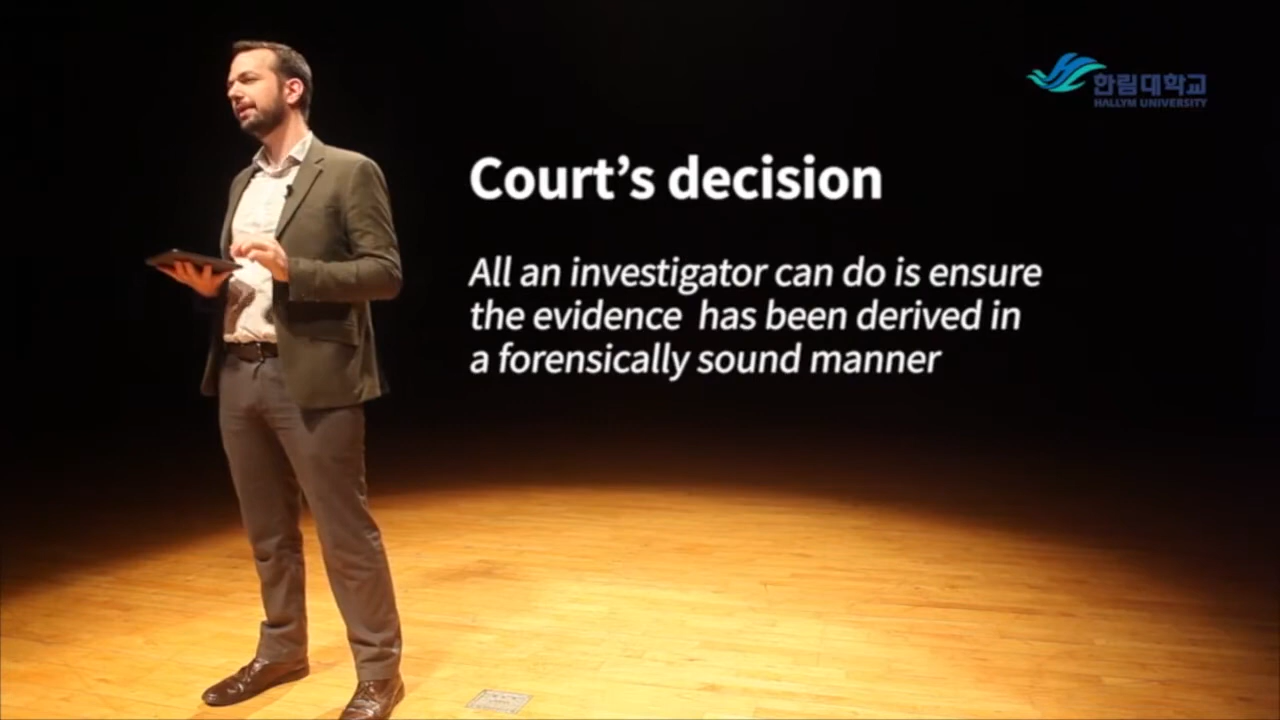 한림대학교
HALLYM UNIVERSITY
Court’s decision
All an investigator can do is ensure
the evidence has been derived in
a forensically sound manner